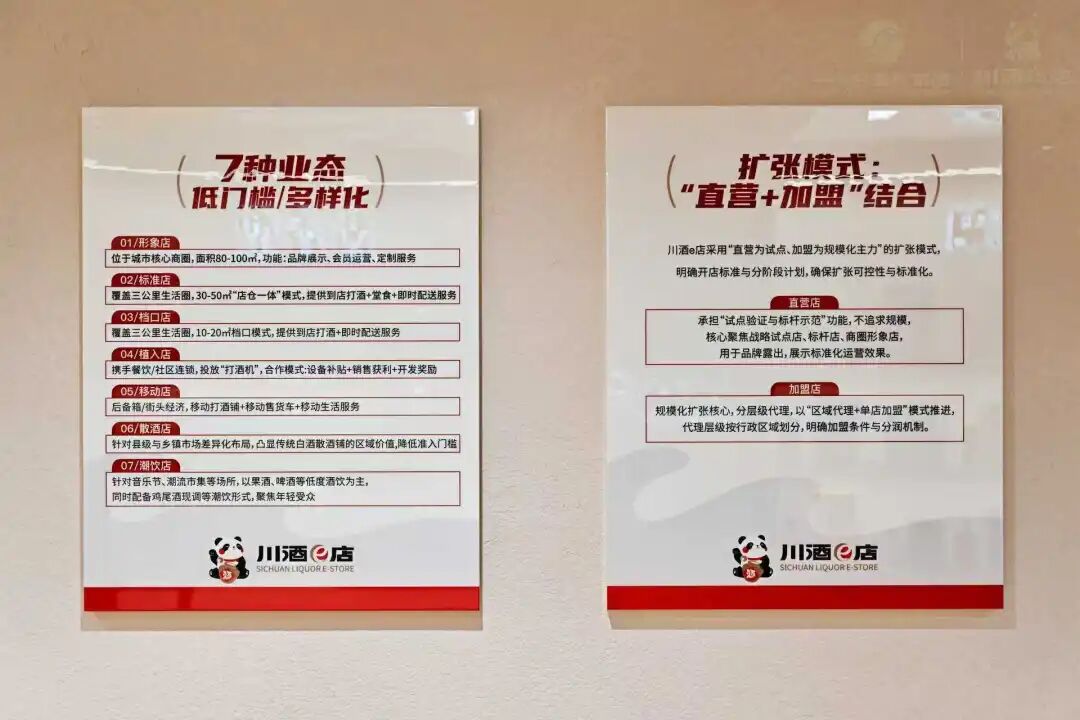 7种业态
低门槛/多样化
01/形象店
位于城市核心商圈，面积80-100㎡，功能：品牌展示、会员运营、定制服务
02/标准店
覆盖三公里生活圈，30-50㎡“店仓一体”模式，提供到店打酒+堂食+即时配送服务
03/档口店
覆盖三公里生活圈，10-20㎡档口模式，提供到店打酒+即时配送服务
04/植入店
携手餐饮/社区连锁，投放“打酒机”，合作模式:设备补贴+销售获利+开发奖励
05/移动店
后备箱/街头经济，移动打酒铺+移动售货车+移动生活服务
06/散酒店
针对县级与乡镇市场差异化布局，凸显传统白酒散酒铺的区域价值,降低准入门槛
07/潮饮店
针对音乐节、潮流市集等场所，以果酒、啤酒等低度酒饮为主，
同时配备鸡尾酒现调等潮饮形式，聚焦年轻受众
川酒e店
SICHUAN LIQUOR E-STORE
扩张模式：
“直营+加盟”结合
川酒e店采用“直营为试点、加盟为规模化主力”的扩张模式，
明确开店标准与分阶段计划，确保扩张可控性与标准化。
直营店
承担“试点验证与标杆示范”功能，不追求规模，
核心聚焦战略试点店、标杆店、商圈形象店，
用于品牌露出，展示标准化运营效果。
加盟店
规模化扩张核心，分层级代理，以“区域代理+单店加盟”模式推进，
代理层级按行政区域划分，明确加盟条件与分润机制。
川酒e店
SICHUAN LIQUOR E-STORE